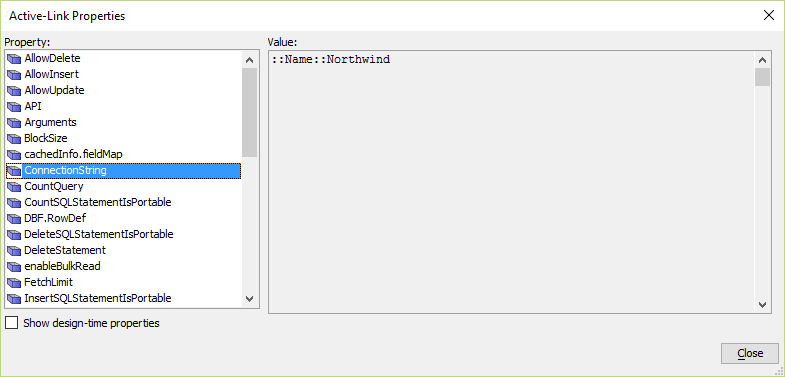 Active-Link Properties
Property:
Value:
AllowDelete
AllowInsert
AllowUpdate
API
Arguments
BlockSize
cachedInfo.fieldMap
ConnectionString
CountQuery
CountSQLStatementIsPortable
DBF.RowDef
DeleteSQLStatementIsPortable
DeleteStatement
enableBulkRead
FetchLimit
InsertSQLStatementIsPortable
::Name::Northwind
Show design-time properties
Close